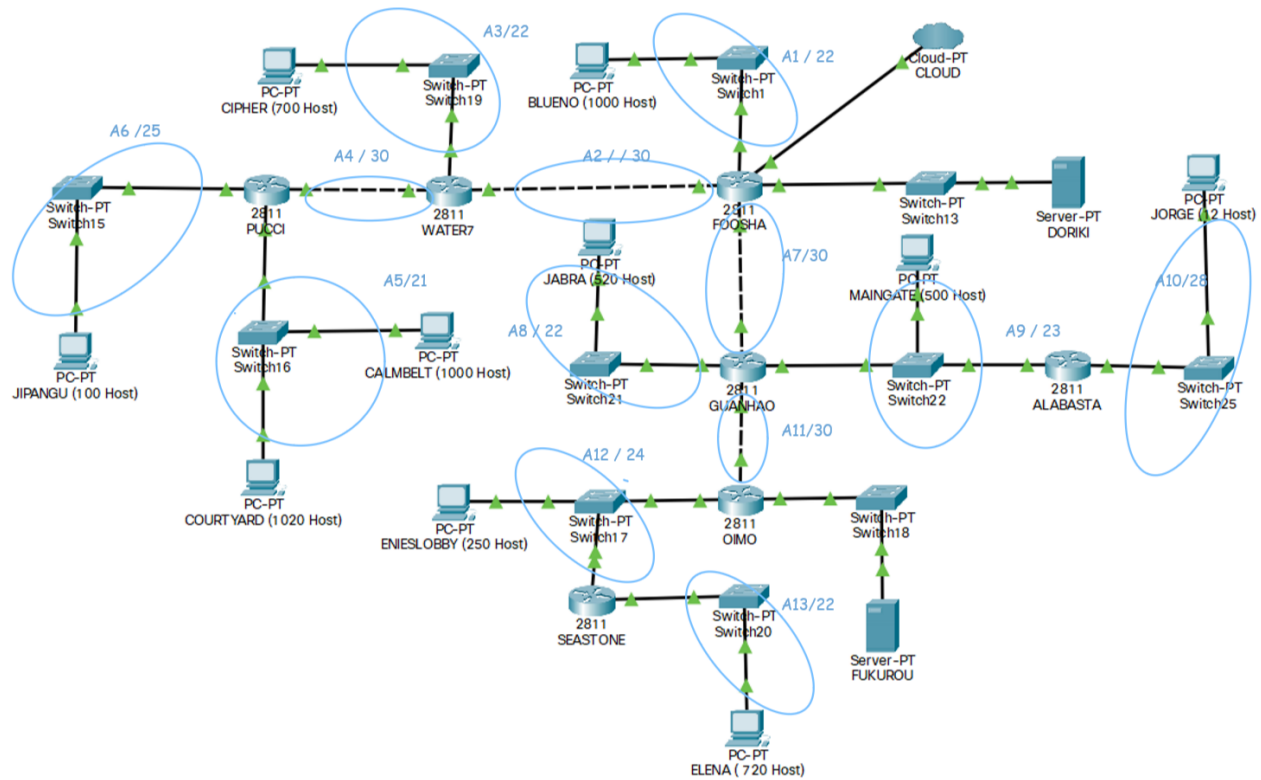 A3/22
Cloud-PT
CLOUD
PC-PT
CIPHER (700 Host)
Switch-PT
Switch19
PC-PT
BLUENO (1000 Host)
Switch-PT
Switch1
A1 / 22
A6 /25
A4 / 30
A2 / / 30
Switch-PT
Switch15
2811
PUCCI
2811
WATER7
2811
FOOSHA
Switch-PT
Switch13
Server-PT
DORIKI
PC-PT
JORGE (12 Host)
PC-PT
JABRA (520 Host)
A7/30
PC-PT
MAINGATE (500 Host)
A10/28
A5/21
Switch-PT
Switch16
PC-PT
CALMBELT (1000 Host)
A8 / 22
A9 / 23
PC-PT
JIPANGU (100 Host)
Switch-PT
Switch21
2811
GUANHAO
Switch-PT
Switch22
2811
ALABASTA
Switch-PT
Switch25
A11/30
A12 / 24
PC-PT
COURTYARD (1020 Host)
PC-PT
ENIESLOBBY (250 Host)
Switch-PT
Switch17
2811
OIMO
Switch-PT
Switch18
2811
SEASTONE
Switch-PT
Switch20
A13/22
Server-PT
FUKUROU
PC-PT
ELENA ( 720 Host)